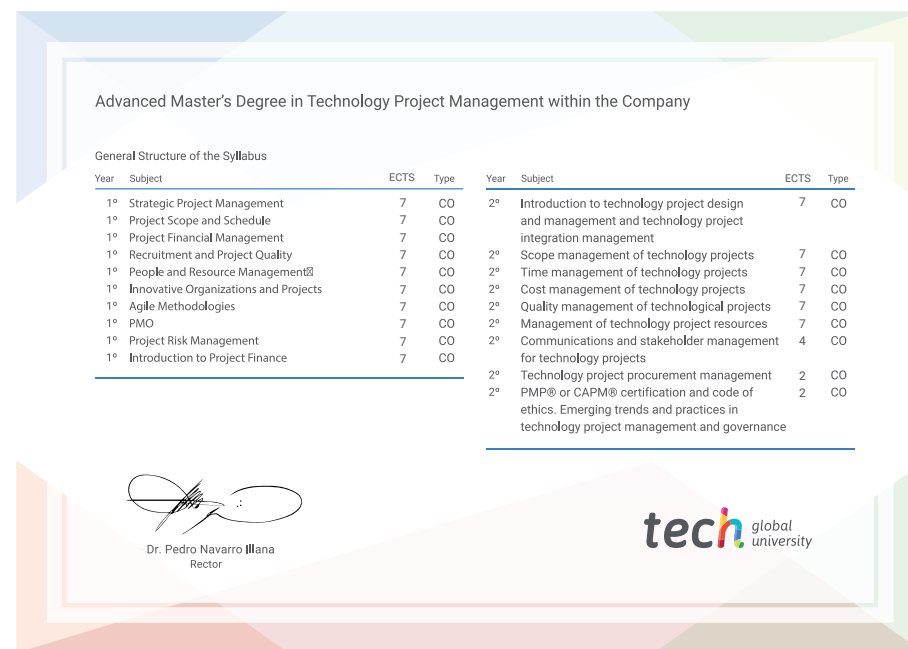 Advanced Master's Degree in Technology Project Management within the Company
General Structure of the Syllabus
Year Subject ECTS Type
1º Strategic Project Management 7 CO
1º Project Scope and Schedule 7 CO
1º Project Financial Management 7 CO
1º Recruitment and Project Quality 7 CO
1º People and Resource Management 7 CO
1º Innovative Organizations and Projects 7 CO
1º Agile Methodologies 7 CO
1º PMO 7 CO
1º Project Risk Management 7 CO
1º Introduction to Project Finance 7 CO
Year Subject ECTS Type
2º Introduction to technology project design 7 CO
and management and technology project
integration management
2º Scope management of technology projects 7 CO
2º Time management of technology projects 7 CO
2º Cost management of technology projects 7 CO
2º Quality management of technological projects 7 CO
2º Management of technology project resources 7 CO
2º Communications and stakeholder management 4 CO
for technology projects
2º Technology project procurement management 2 CO
2º PMP® or CAPM® certification and code of 2 CO
ethics. Emerging trends and practices in
technology project management and governance
Dr. Pedro Navarro Illana
Rector
tech global
university